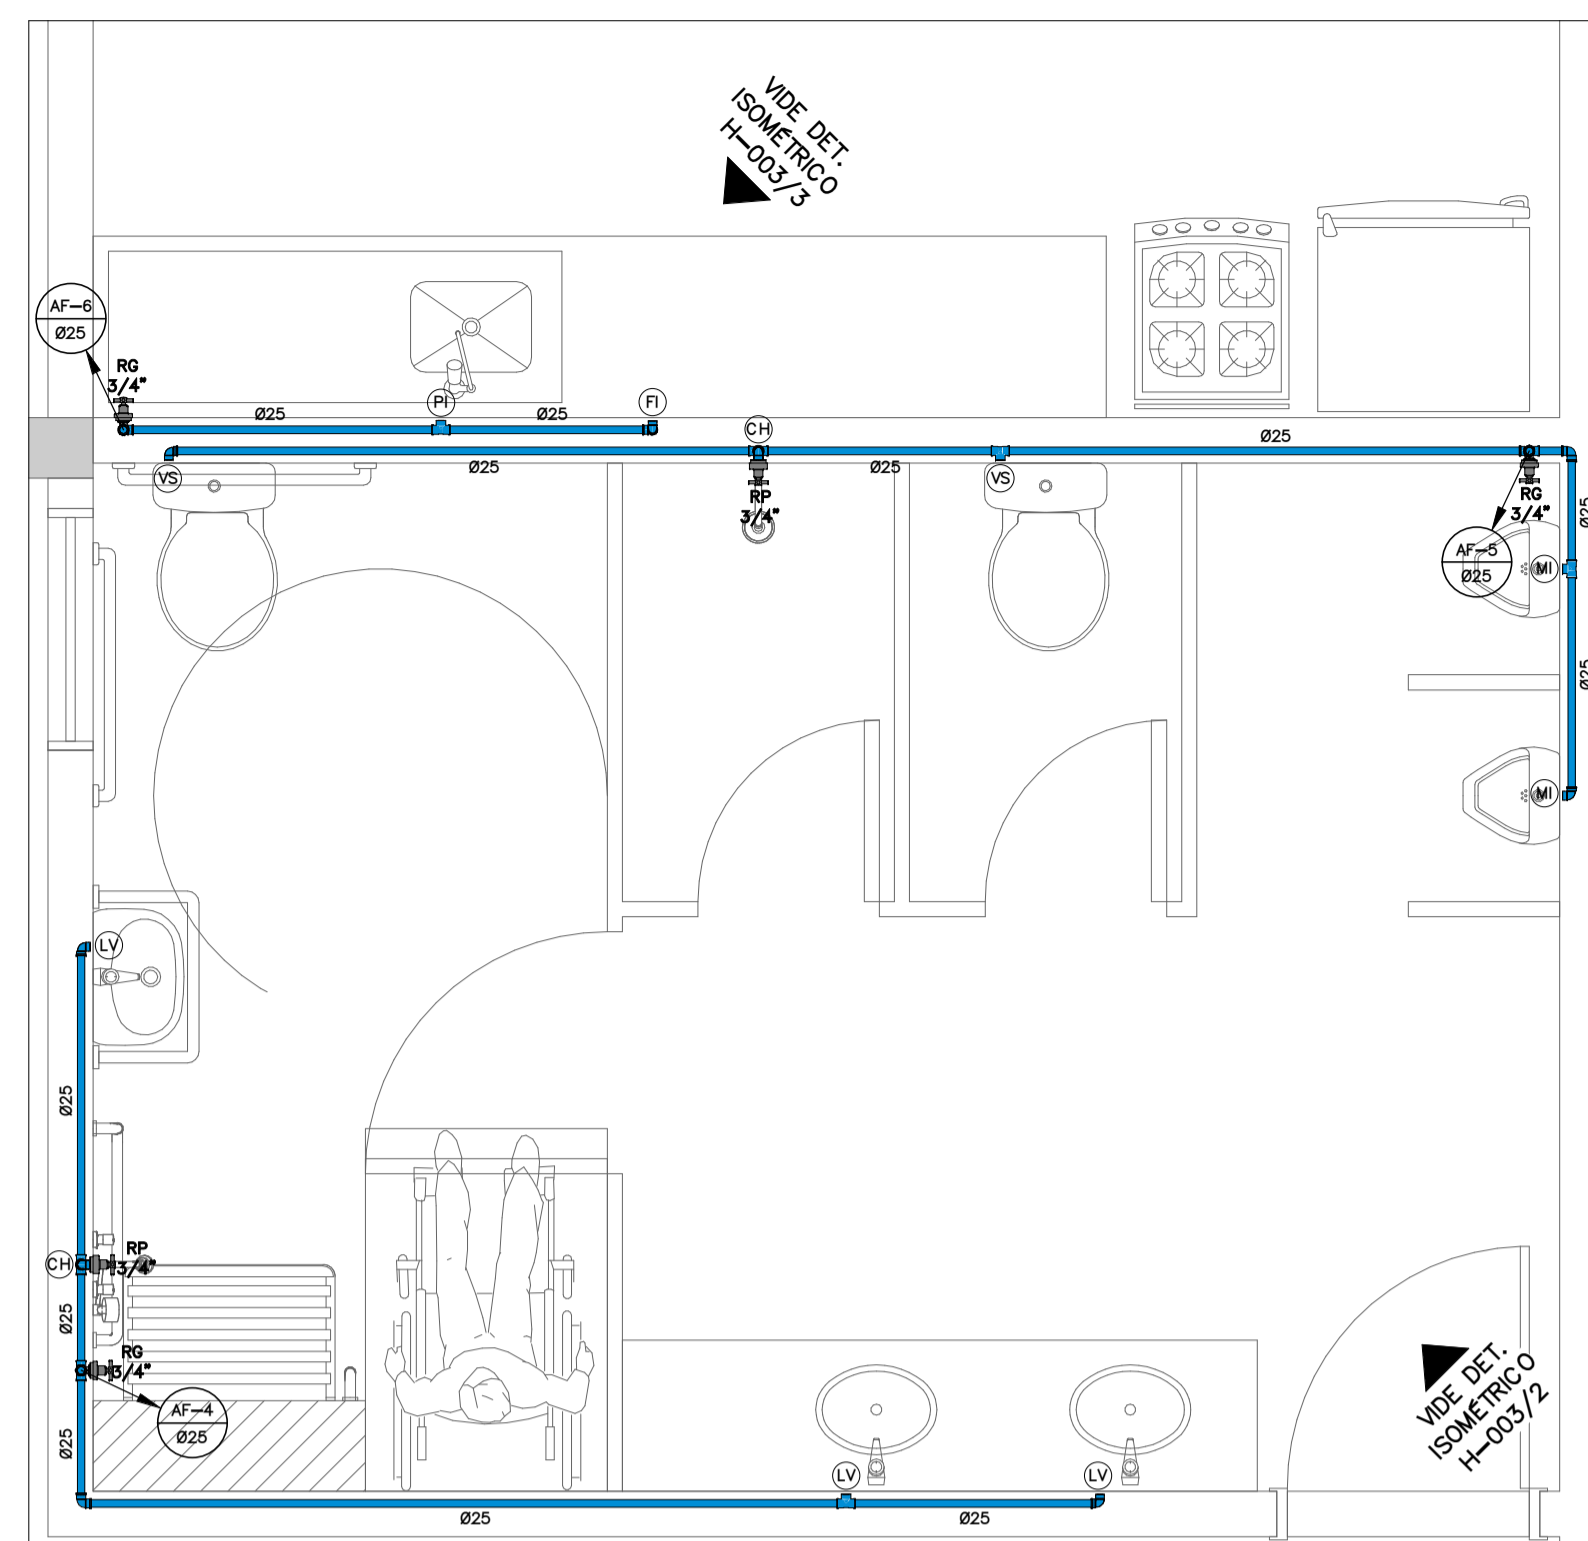 VIDE DET.
ISOMÉTRICO
H-003/3
AF-6
Ø25
RG
3/4"
Ø25
PI
Ø25
FI
CH
Ø25
VS
Ø25
Ø25
VS
RP
3/4"
RG
3/4"
Ø25
AF-5
Ø25
MI
Ø25
MI
LV
Ø25
CH
RP
3/4"
Ø25
RG
3/4"
AF-4
Ø25
Ø25
VIDE DET.
ISOMÉTRICO
H-003/2
LV
LV
Ø25
Ø25